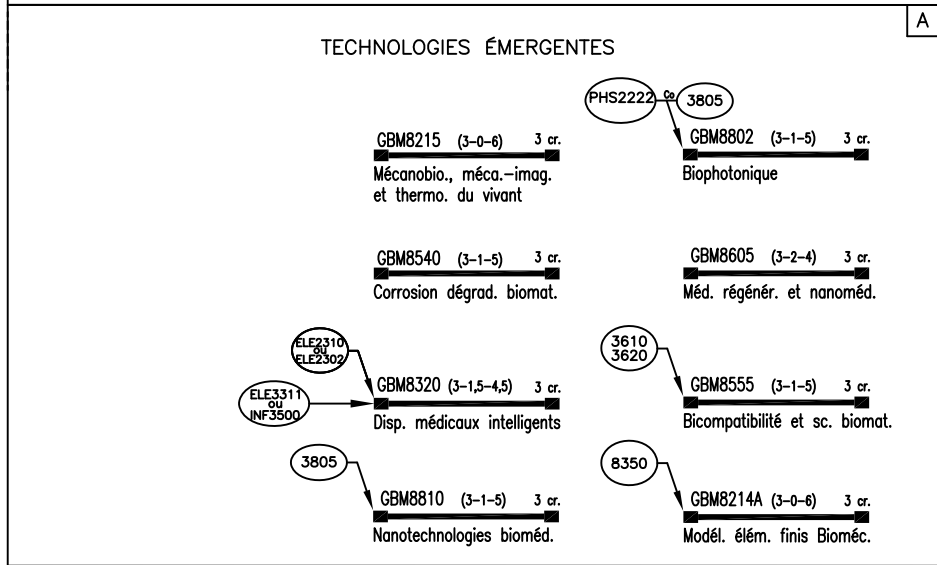 A
TECHNOLOGIES ÉMERGENTES
PHS2222 Co 3805
GBM8215 (3-0-6) 3 cr.
Mécanobio., méca.-imag.
et thermo. du vivant
GBM8802 (3-1-5) 3 cr.
Biophotonique
GBM8540 (3-1-5) 3 cr.
Corrosion dégrad. biomat.
GBM8605 (3-2-4) 3 cr.
Méd. régénér. et nanoméd.
ELE2310
ou
ELE2302
ELE3311
ou
INF3500
GBM8320 (3-1,5-4,5) 3 cr.
Disp. médicaux intelligents
3610
3620
GBM8555 (3-1-5) 3 cr.
Bicompatibilité et sc. biomat.
3805
GBM8810 (3-1-5) 3 cr.
Nanotechnologies bioméd.
8350
GBM8214A (3-0-6) 3 cr.
Modél. élém. finis Bioméc.